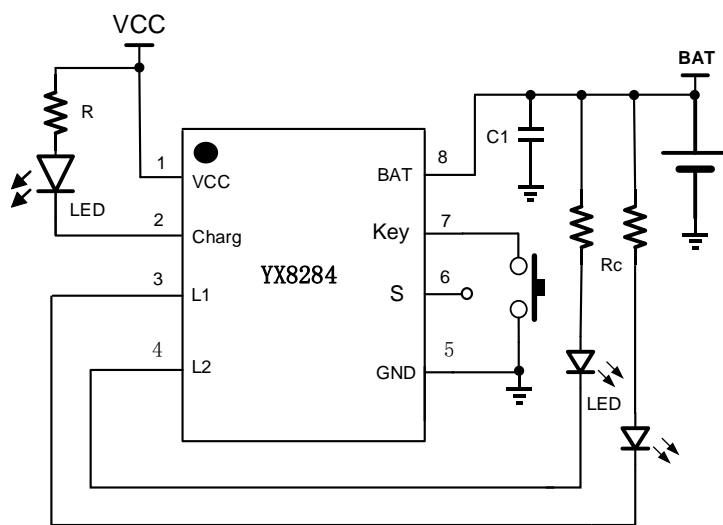 VCC
BAT
R
C1
1
8
VCC
BAT
LED
2
7
Charg
Key
Rc
YX8284
3
6
L1
S
4
5
L2
GND
LED